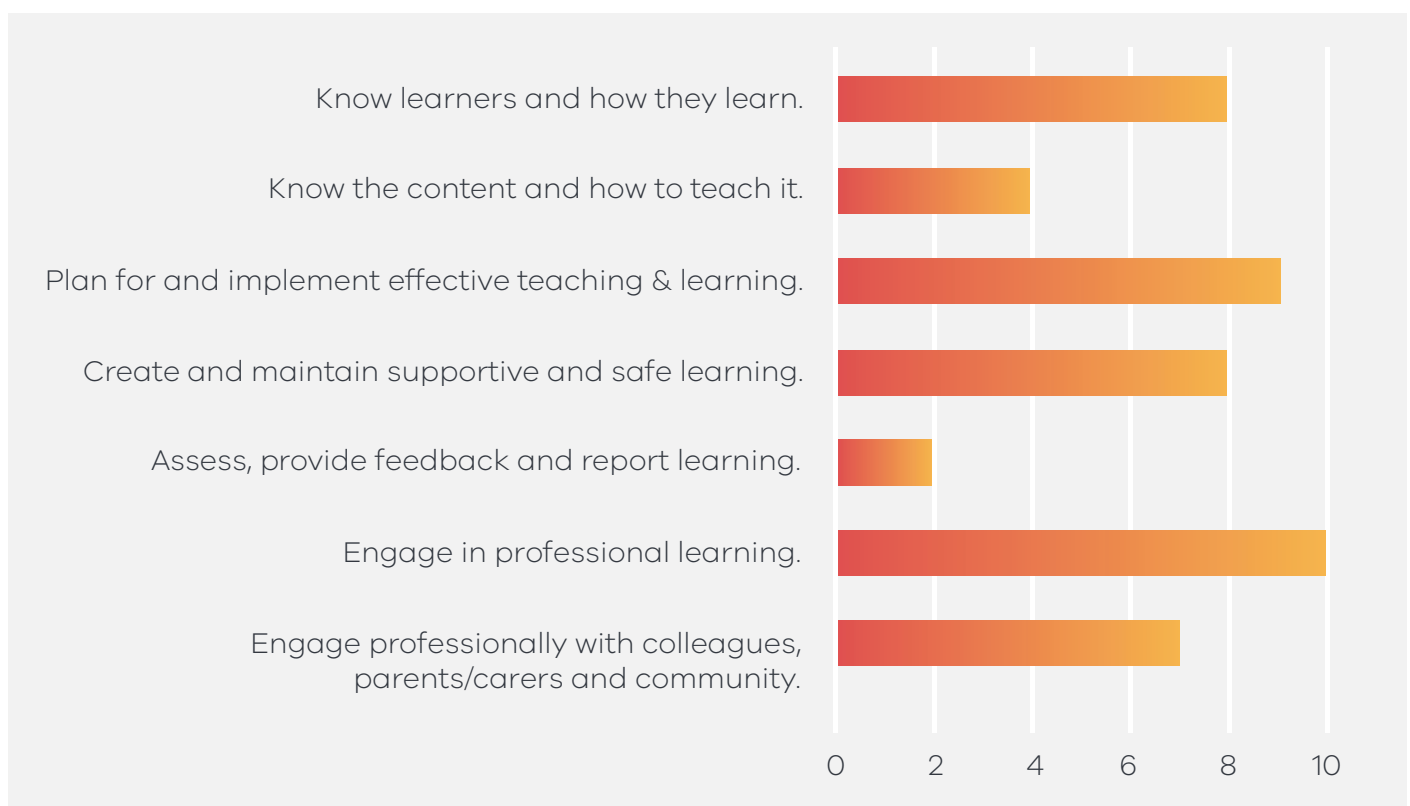 Know learners and how they learn.
Know the content and how to teach it.
Plan for and implement effective teaching & learning.
Create and maintain supportive and safe learning.
Assess, provide feedback and report learning.
Engage in professional learning.
Engage professionally with colleagues,
parents/carers and community.
0 2 4 6 8 10